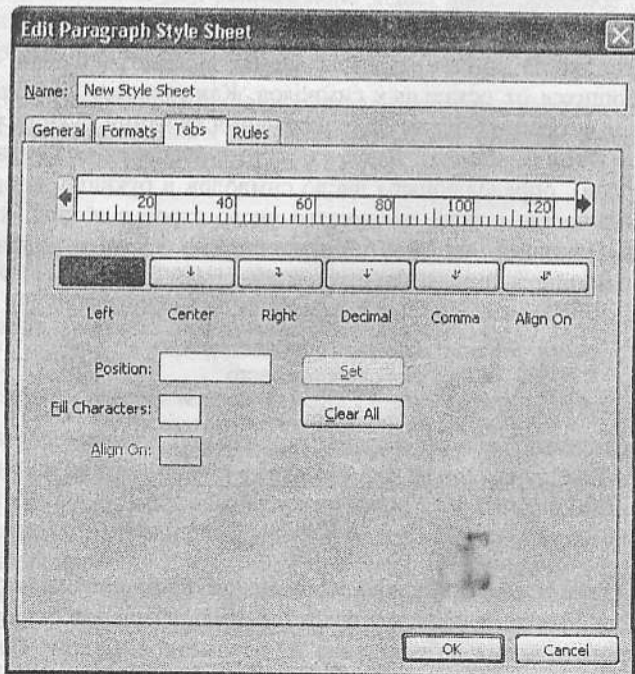 Edit Paragraph Style Sheet
Name: New Style Sheet
General Formats Tabs Rules
20 40 60 80 100 120
Left Center Right Decimal Comma Align On
Position: Set
Fill Characters: Clear All
Align On:
OK Cancel